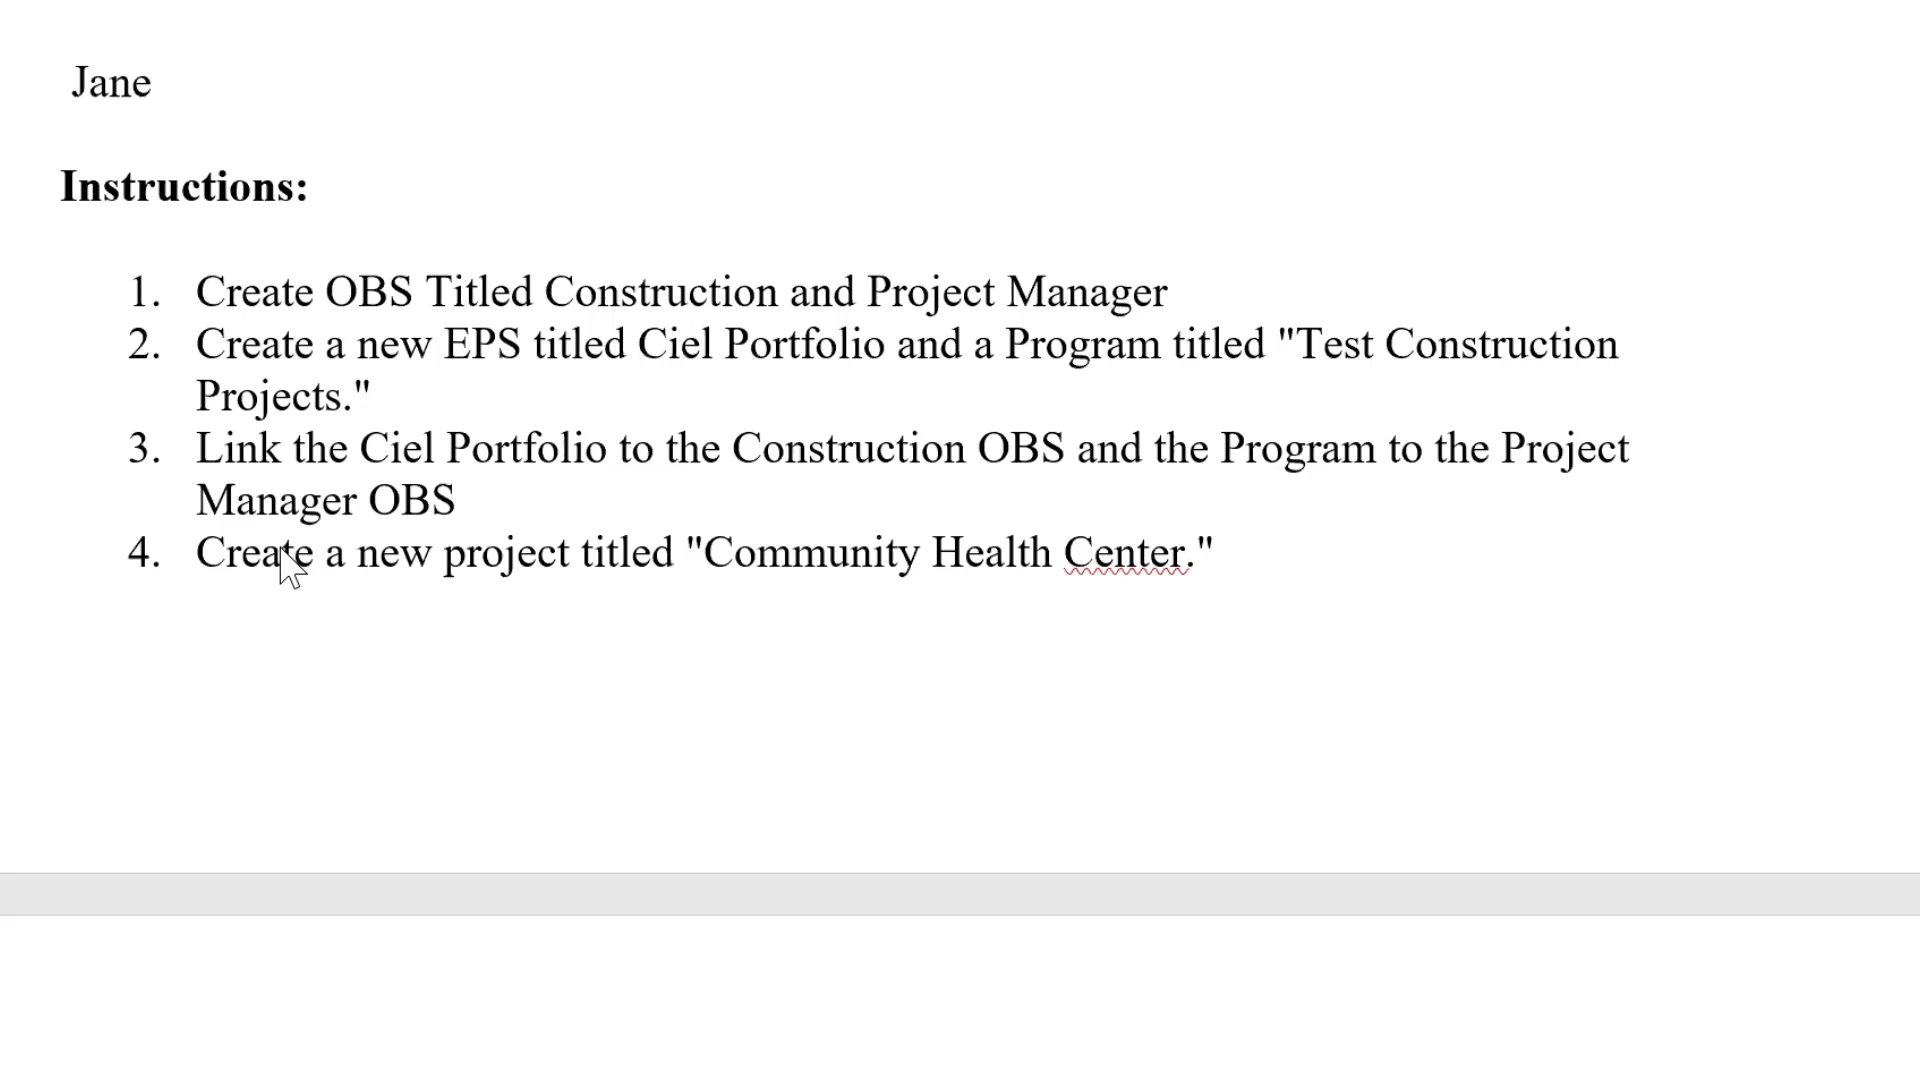 Jane
Instructions:
1. Create OBS Titled Construction and Project Manager
2. Create a new EPS titled Ciel Portfolio and a Program titled "Test Construction
Projects."
3. Link the Ciel Portfolio to the Construction OBS and the Program to the Project
Manager OBS
4. Create a new project titled "Community Health Center."